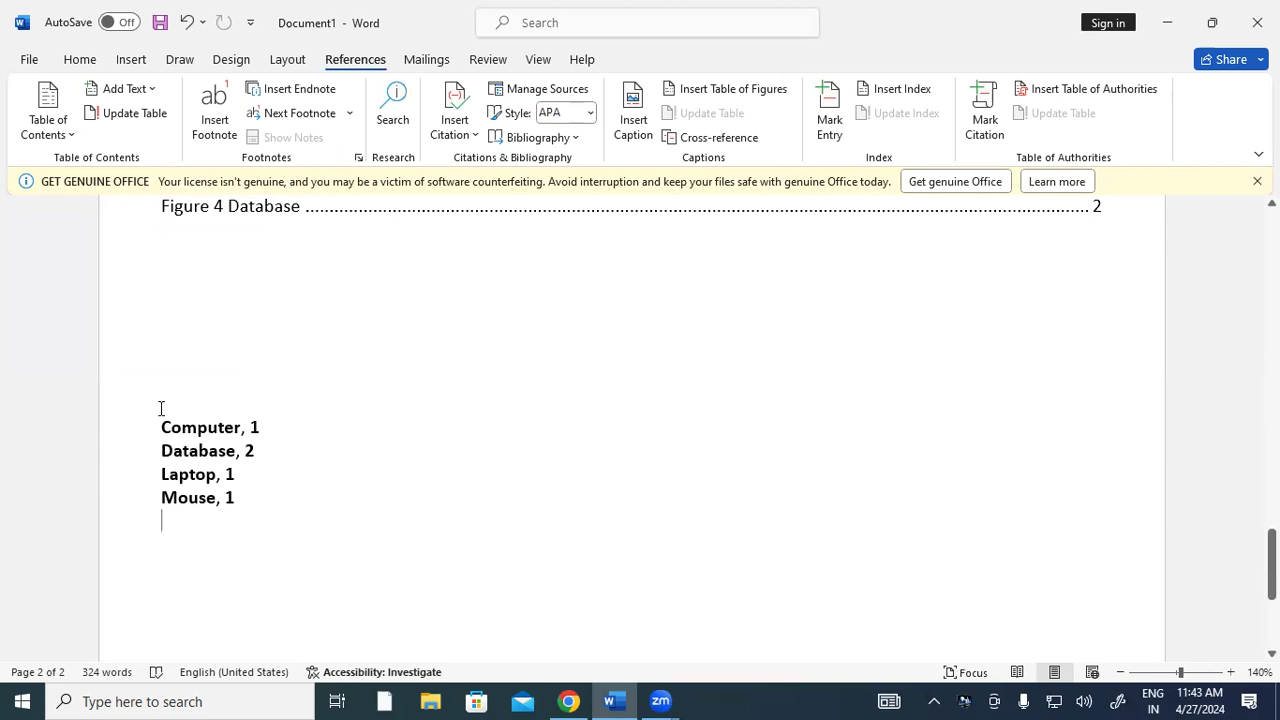 AutoSave Off Document1 - Word Search Sign in
File Home Insert Draw Design Layout References Mailings Review View Help Share
Table of Contents
Add Text
Update Table
Table of Contents
ab1
Insert Footnote
Insert Endnote
Next Footnote
Show Notes
Footnotes
Search
Research
Insert Citation
Manage Sources
Style: APA
Bibliography
Citations & Bibliography
Insert Caption
Insert Table of Figures
Update Table
Cross-reference
Captions
Mark Entry
Insert Index
Update Index
Index
Mark Citation
Insert Table of Authorities
Update Table
Table of Authorities
GET GENUINE OFFICE Your license isn't genuine, and you may be a victim of software counterfeiting. Avoid interruption and keep your files safe with genuine Office today. Get genuine Office Learn more
Figure 4 Database ........................................................................................................................................................ 2
Computer, 1
Database, 2
Laptop, 1
Mouse, 1
Page 2 of 2 324 words English (United States) Accessibility: Investigate Focus 140%
Type here to search
zm
ENG
IN
11:43 AM
4/27/2024